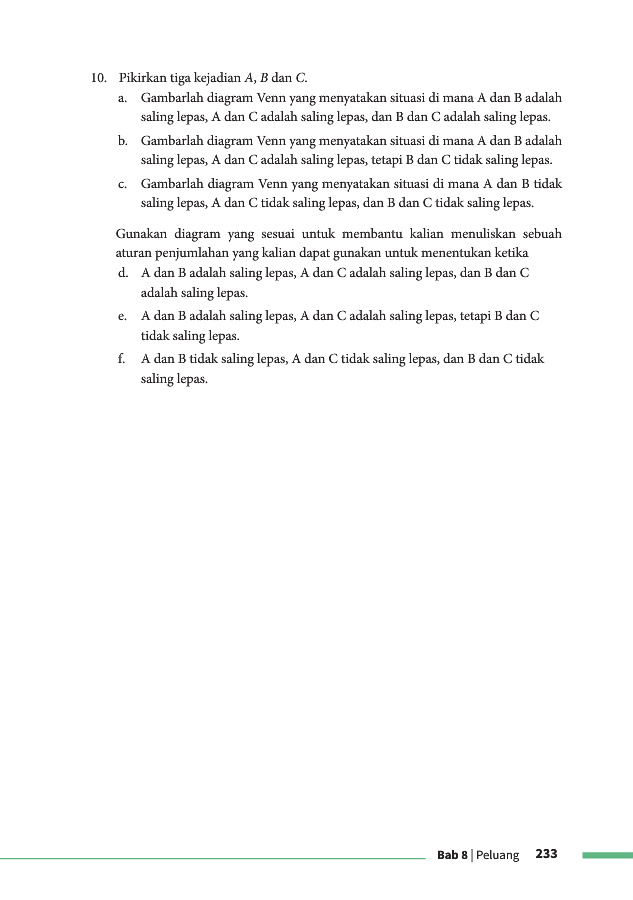 10. Pikirkan tiga kejadian A, B dan C.
a. Gambarlah diagram Venn yang menyatakan situasi di mana A dan B adalah
saling lepas, A dan C adalah saling lepas, dan B dan C adalah saling lepas.
b. Gambarlah diagram Venn yang menyatakan situasi di mana A dan B adalah
saling lepas, A dan C adalah saling lepas, tetapi B dan C tidak saling lepas.
c. Gambarlah diagram Venn yang menyatakan situasi di mana A dan B tidak
saling lepas, A dan C tidak saling lepas, dan B dan C tidak saling lepas.
Gunakan diagram yang sesuai untuk membantu kalian menuliskan sebuah
aturan penjumlahan yang kalian dapat gunakan untuk menentukan ketika
d. A dan B adalah saling lepas, A dan C adalah saling lepas, dan B dan C
adalah saling lepas.
e. A dan B adalah saling lepas, A dan C adalah saling lepas, tetapi B dan C
tidak saling lepas.
f. A dan B tidak saling lepas, A dan C tidak saling lepas, dan B dan C tidak
saling lepas.
Bab 8 | Peluang 233